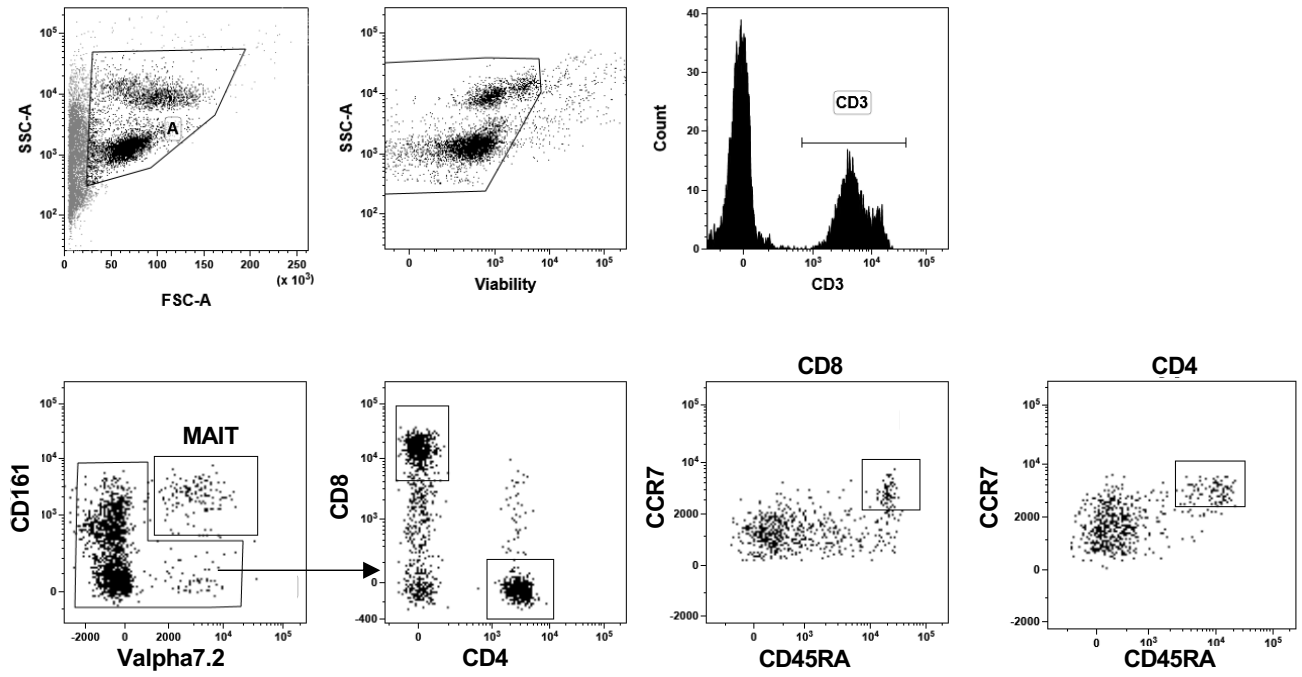 10⁵
10⁴
10³
10²
SSC-A
A
0 50 100 150 200 250
(x 10³)
FSC-A
10⁵
10⁴
10³
10²
SSC-A
0 10³ 10⁴ 10⁵
Viability
40
30
20
10
0
Count
CD3
0 10³ 10⁴ 10⁵
CD3
10⁵
10⁴
10³
0
CD161
MAIT
-2000 0 2000 10⁴ 10⁵
Valpha7.2
10⁵
10⁴
10³
0
-400
CD8
0 10³ 10⁴ 10⁵
CD4
CD8
10⁵
10⁴
2000
0
-2000
CCR7
0 10³ 10⁴ 10⁵
CD45RA
CD4
10⁵
10⁴
2000
0
-2000
CCR7
0 10³ 10⁴ 10⁵
CD45RA